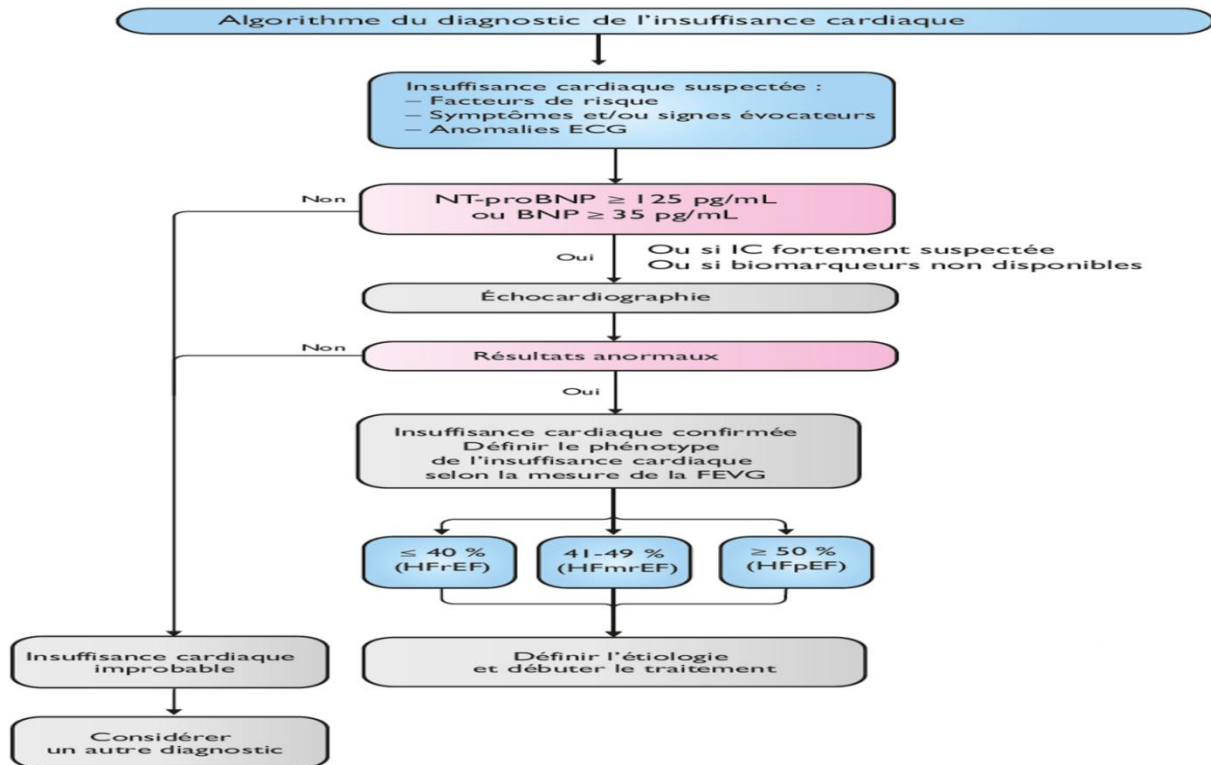 Algorithme du diagnostic de l'insuffisance cardiaque
Insuffisance cardiaque suspectée :
– Facteurs de risque
– Symptômes et/ou signes évocateurs
– Anomalies ECG
Non
NT-proBNP ≥ 125 pg/mL
ou BNP ≥ 35 pg/mL
Oui
Ou si IC fortement suspectée
Ou si biomarqueurs non disponibles
Échocardiographie
Non
Résultats anormaux
Oui
Insuffisance cardiaque confirmée
Définir le phénotype
de l'insuffisance cardiaque
selon la mesure de la FEVG
≤ 40 %
(HFrEF)
41-49 %
(HFmrEF)
≥ 50 %
(HFpEF)
Insuffisance cardiaque
improbable
Définir l'étiologie
et débuter le traitement
Considérer
un autre diagnostic